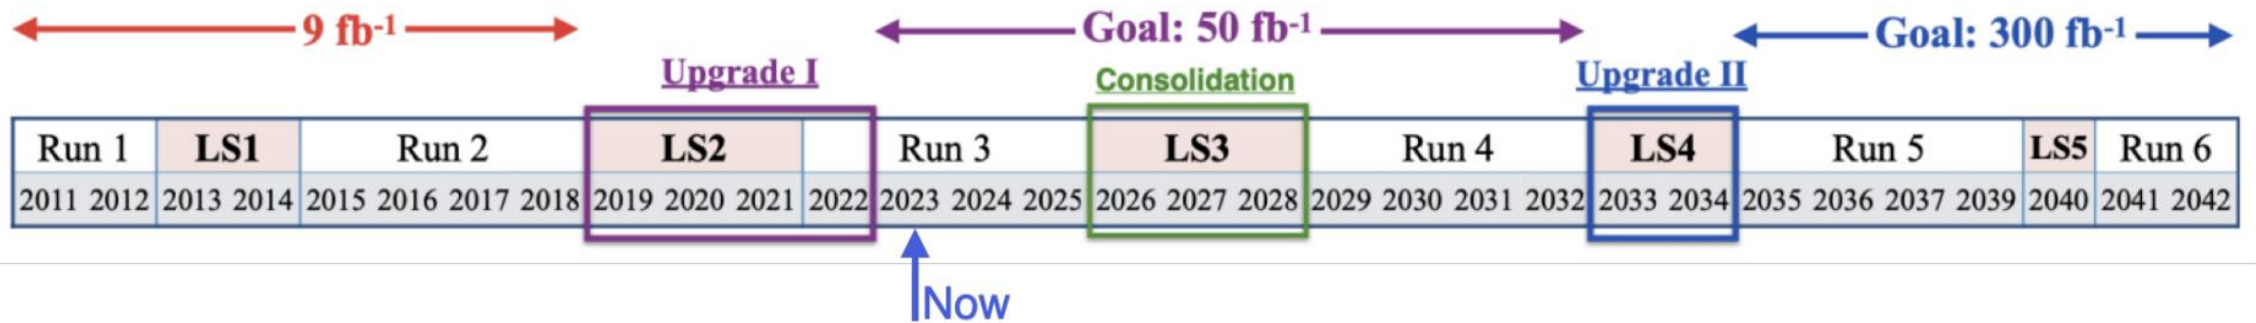 9 fb-1 Goal: 50 fb-1 Goal: 300 fb-1
Upgrade I Consolidation Upgrade II
Run 1 LS1 Run 2 LS2 Run 3 LS3 Run 4 LS4 Run 5 LS5 Run 6
2011 2012 2013 2014 2015 2016 2017 2018 2019 2020 2021 2022 2023 2024 2025 2026 2027 2028 2029 2030 2031 2032 2033 2034 2035 2036 2037 2039 2040 2041 2042
Now